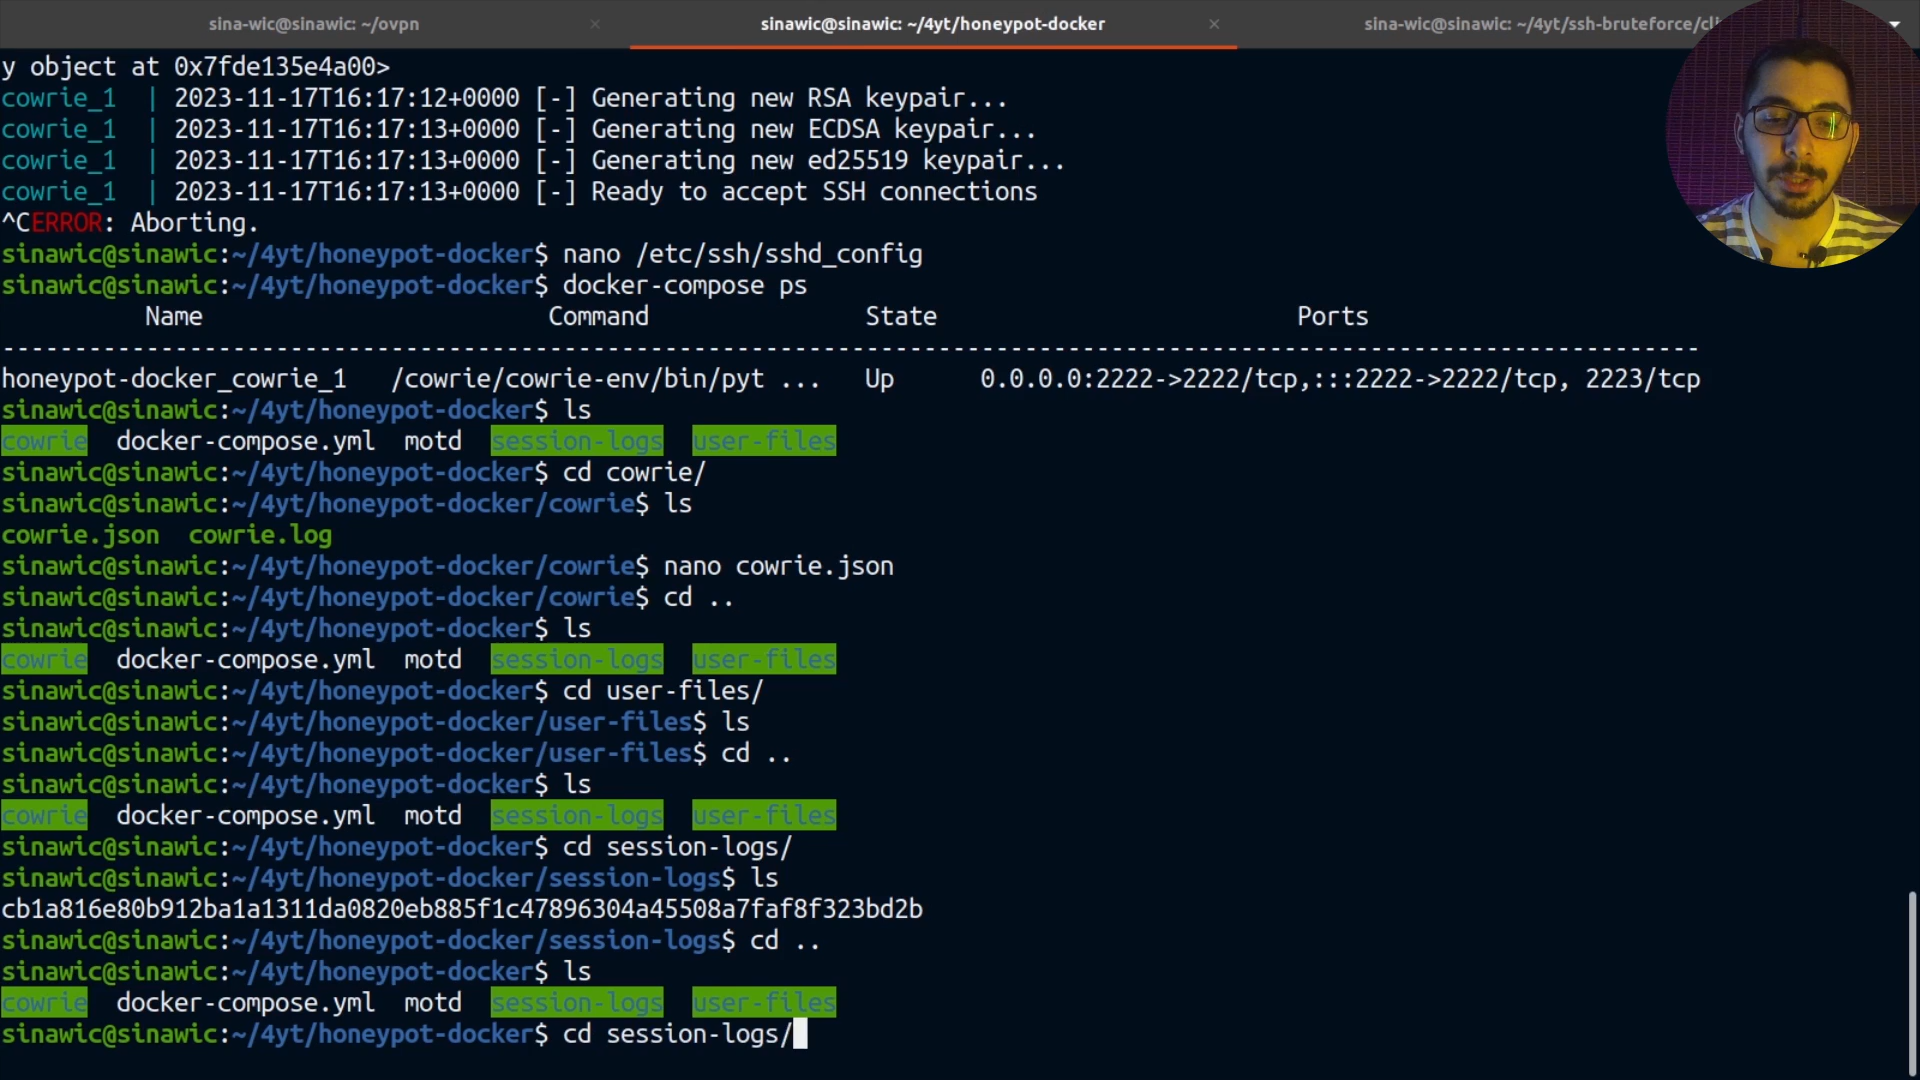 sina-wic@sinawic: ~/ovpn
sinawic@sinawic: ~/4yt/honeypot-docker
sina-wic@sinawic: ~/4yt/ssh-bruteforce/cli
y object at 0x7fde135e4a00>
cowrie_1  | 2023-11-17T16:17:12+0000 [-] Generating new RSA keypair...
cowrie_1  | 2023-11-17T16:17:13+0000 [-] Generating new ECDSA keypair...
cowrie_1  | 2023-11-17T16:17:13+0000 [-] Generating new ed25519 keypair...
cowrie_1  | 2023-11-17T16:17:13+0000 [-] Ready to accept SSH connections
^CERROR: Aborting.
sinawic@sinawic:~/4yt/honeypot-docker$ nano /etc/ssh/sshd_config
sinawic@sinawic:~/4yt/honeypot-docker$ docker-compose ps
Name Command State Ports
----------------------------------------------------------------------------------------------------------------------
honeypot-docker_cowrie_1   /cowrie/cowrie-env/bin/pyt ...   Up      0.0.0.0:2222->2222/tcp,:::2222->2222/tcp, 2223/tcp
sinawic@sinawic:~/4yt/honeypot-docker$ ls
cowrie  docker-compose.yml  motd  session-logs  user-files
sinawic@sinawic:~/4yt/honeypot-docker$ cd cowrie/
sinawic@sinawic:~/4yt/honeypot-docker/cowrie$ ls
cowrie.json  cowrie.log
sinawic@sinawic:~/4yt/honeypot-docker/cowrie$ nano cowrie.json
sinawic@sinawic:~/4yt/honeypot-docker/cowrie$ cd ..
sinawic@sinawic:~/4yt/honeypot-docker$ ls
cowrie  docker-compose.yml  motd  session-logs  user-files
sinawic@sinawic:~/4yt/honeypot-docker$ cd user-files/
sinawic@sinawic:~/4yt/honeypot-docker/user-files$ ls
sinawic@sinawic:~/4yt/honeypot-docker/user-files$ cd ..
sinawic@sinawic:~/4yt/honeypot-docker$ ls
cowrie  docker-compose.yml  motd  session-logs  user-files
sinawic@sinawic:~/4yt/honeypot-docker$ cd session-logs/
sinawic@sinawic:~/4yt/honeypot-docker/session-logs$ ls
cb1a816e80b912ba1a1311da0820eb885f1c47896304a45508a7faf8f323bd2b
sinawic@sinawic:~/4yt/honeypot-docker/session-logs$ cd ..
sinawic@sinawic:~/4yt/honeypot-docker$ ls
cowrie  docker-compose.yml  motd  session-logs  user-files
sinawic@sinawic:~/4yt/honeypot-docker$ cd session-logs/